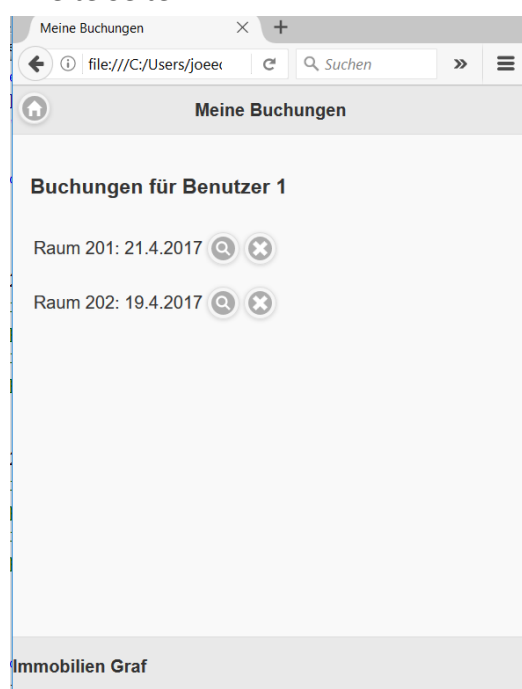 Meine Buchungen
file:///C:/Users/joeec
Suchen
Meine Buchungen
Buchungen für Benutzer 1
Raum 201: 21.4.2017
Raum 202: 19.4.2017
Immobilien Graf